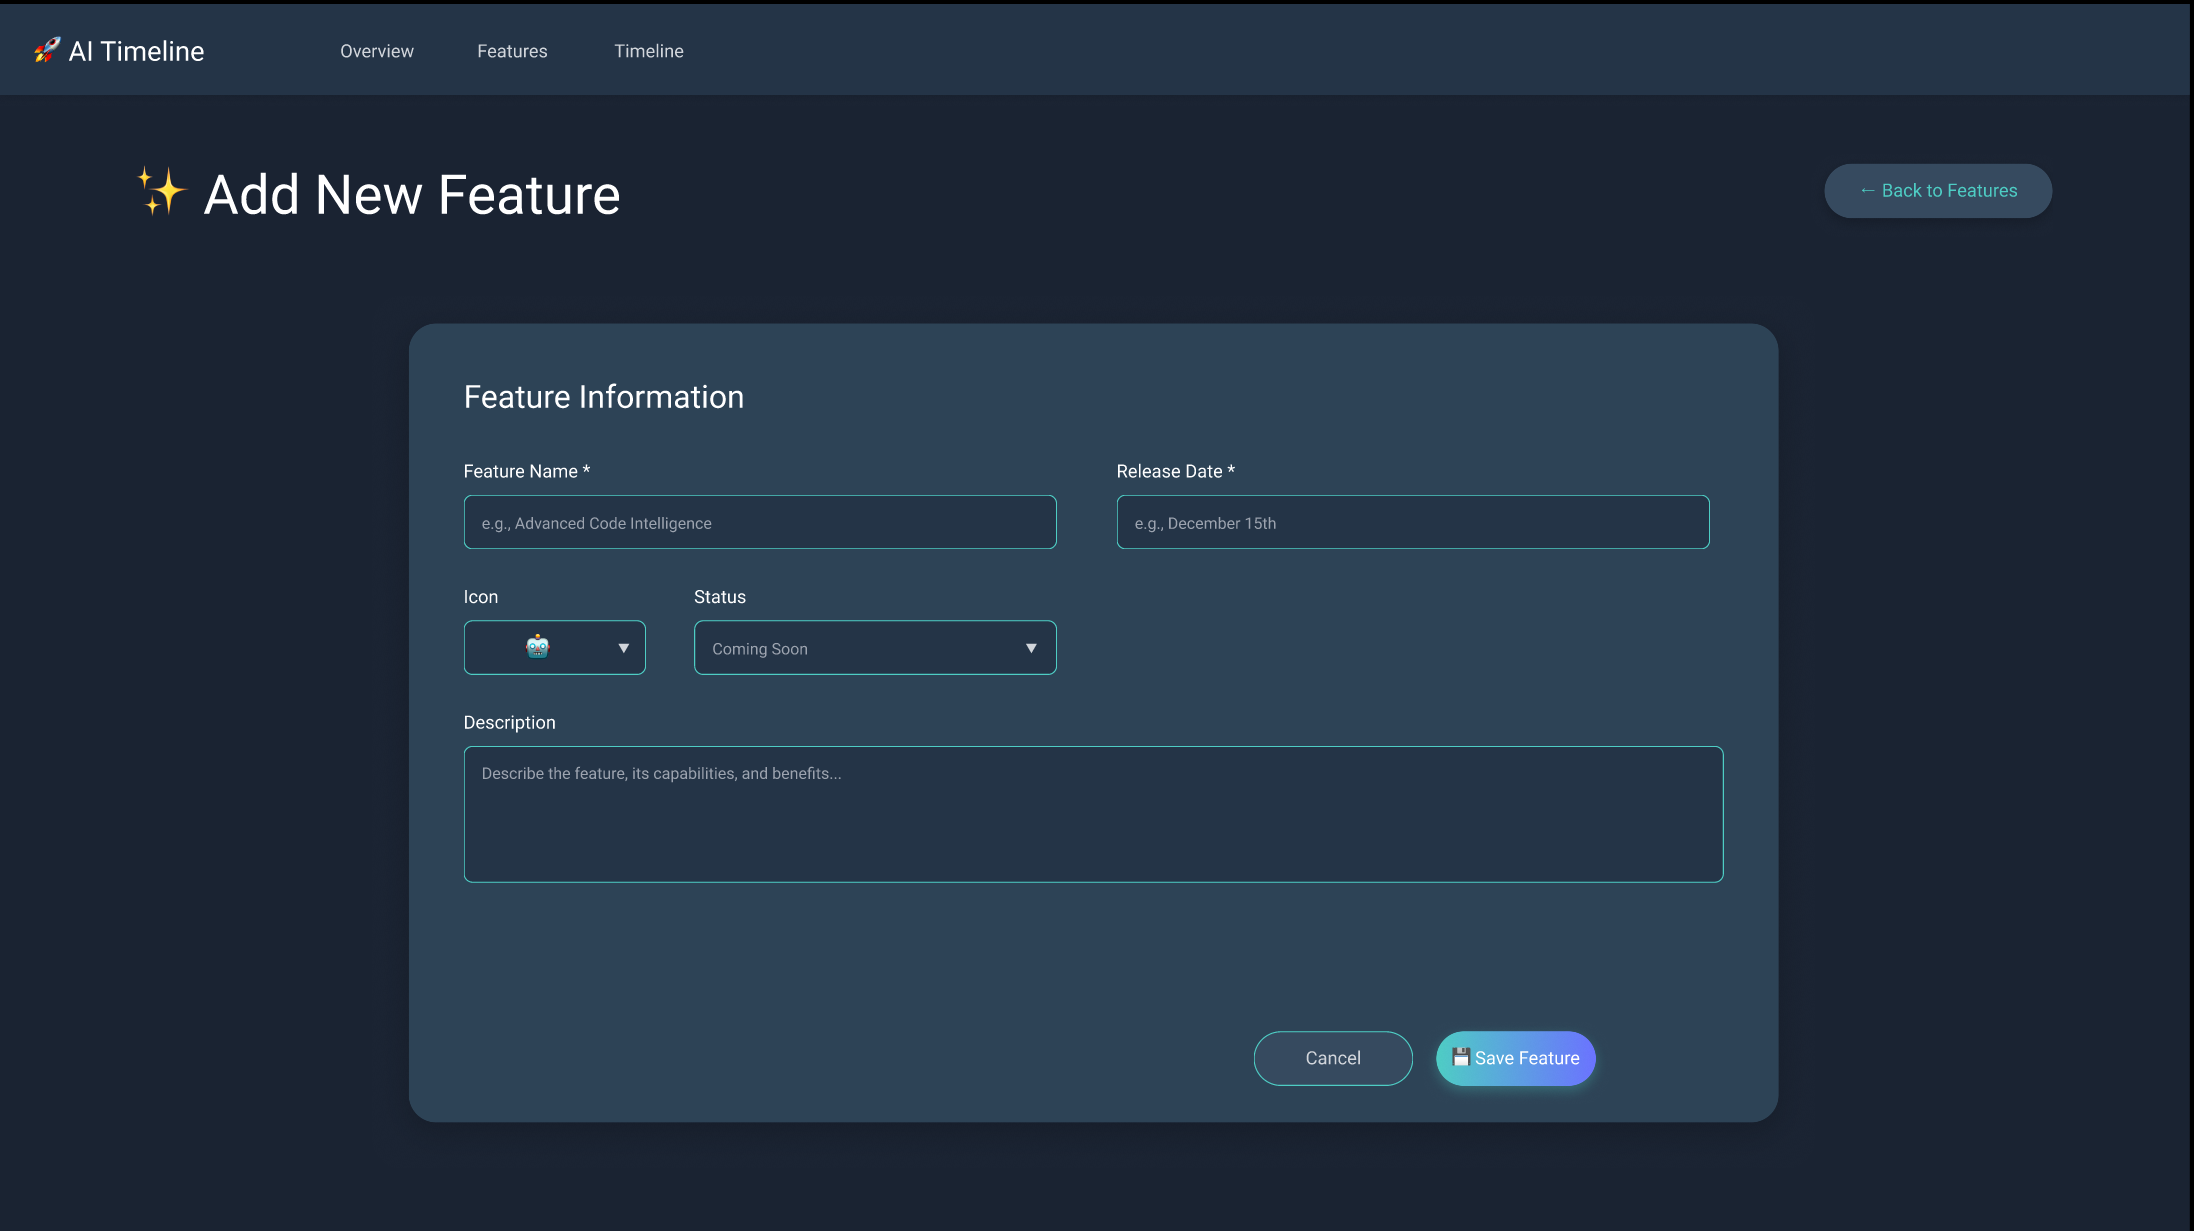 🚀 AI Timeline
Overview
Features
Timeline
✨ Add New Feature
← Back to Features
Feature Information
Feature Name *
Release Date *
e.g., Advanced Code Intelligence
e.g., December 15th
Icon
Status
🤖 ▼
Coming Soon ▼
Description
Describe the feature, its capabilities, and benefits...
Cancel
💾 Save Feature